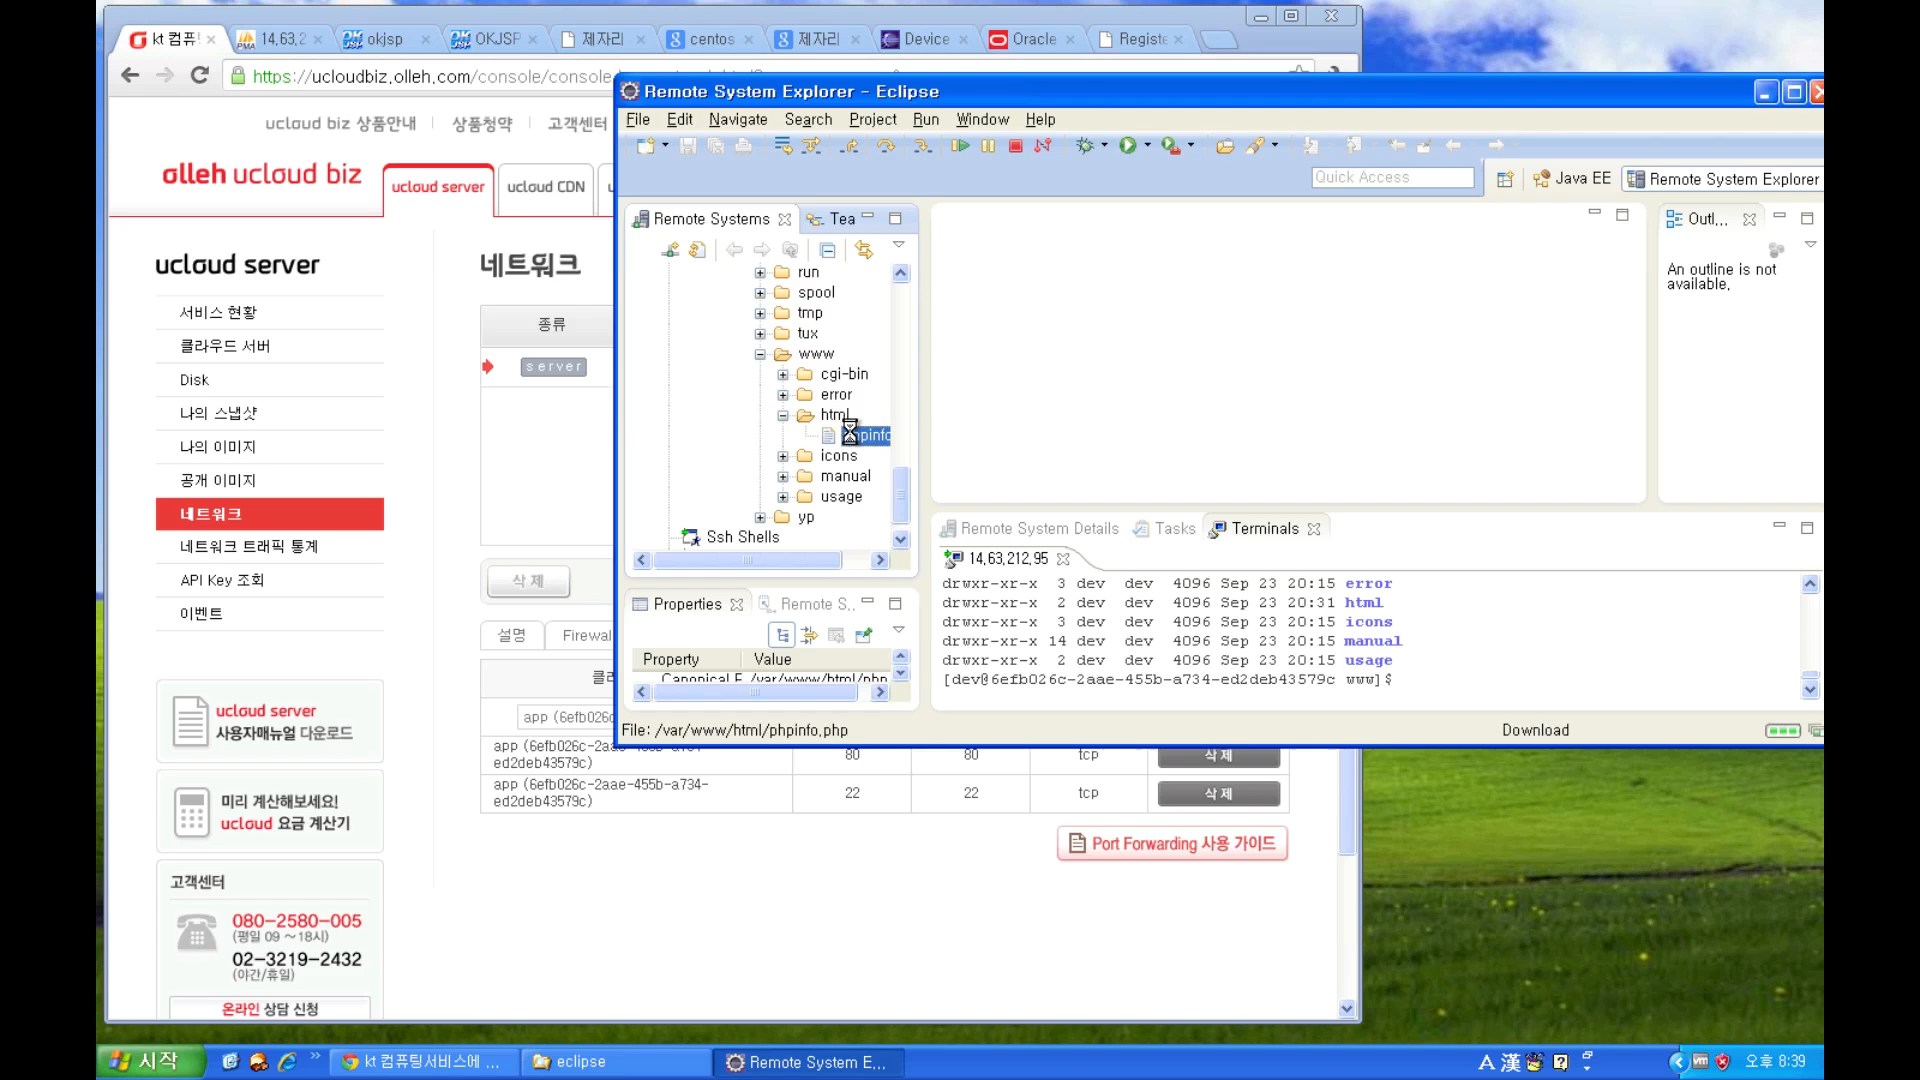 kt 컴퓨!
14,63,2
okjsp
OKJSP
제자리
centos
제자리
Device
Oracle
Registe
https://ucloudbiz.olleh.com/console/console.
ucloud biz 상품안내
상품청약
고객센터
olleh ucloud biz
ucloud server
ucloud CDN
ucloud server
서비스 현황
클라우드 서버
Disk
나의 스냅샷
나의 이미지
공개 이미지
네트워크
네트워크 트래픽 통계
API Key 조회
이벤트
ucloud server
사용자매뉴얼 다운로드
미리 계산해보세요!
ucloud 요금 계산기
고객센터
080-2580-005
(평일 09 ~18시)
02-3219-2432
(야간/휴일)
온라인 상담 신청
네트워크
종류
server
삭 제
설명
Firewal
클리
app (6efb026c
app (6efb026c-2aae-455b-a734-
ed2deb43579c)
80
80
tcp
삭 제
app (6efb026c-2aae-455b-a734-
ed2deb43579c)
22
22
tcp
삭 제
Port Forwarding 사용 가이드
Remote System Explorer - Eclipse
File Edit Navigate Search Project Run Window Help
Quick Access
Java EE
Remote System Explorer
Remote Systems
Tea
run
spool
tmp
tux
www
cgi-bin
error
html
phpinfo
icons
manual
usage
yp
Ssh Shells
Properties
Remote S..
Property
Value
Canonical F
/var/www/html/php
Outl...
An outline is not
available.
Remote System Details
Tasks
Terminals
14,63,212,95
drwxr-xr-x 3 dev dev 4096 Sep 23 20:15 error
drwxr-xr-x 2 dev dev 4096 Sep 23 20:31 html
drwxr-xr-x 3 dev dev 4096 Sep 23 20:15 icons
drwxr-xr-x 14 dev dev 4096 Sep 23 20:15 manual
drwxr-xr-x 2 dev dev 4096 Sep 23 20:15 usage
[dev@6efb026c-2aae-455b-a734-ed2deb43579c www]$
File: /var/www/html/phpinfo.php
Download
시작
kt 컴퓨팅서비스에 ...
eclipse
Remote System E...
A 漢
오후 8:39